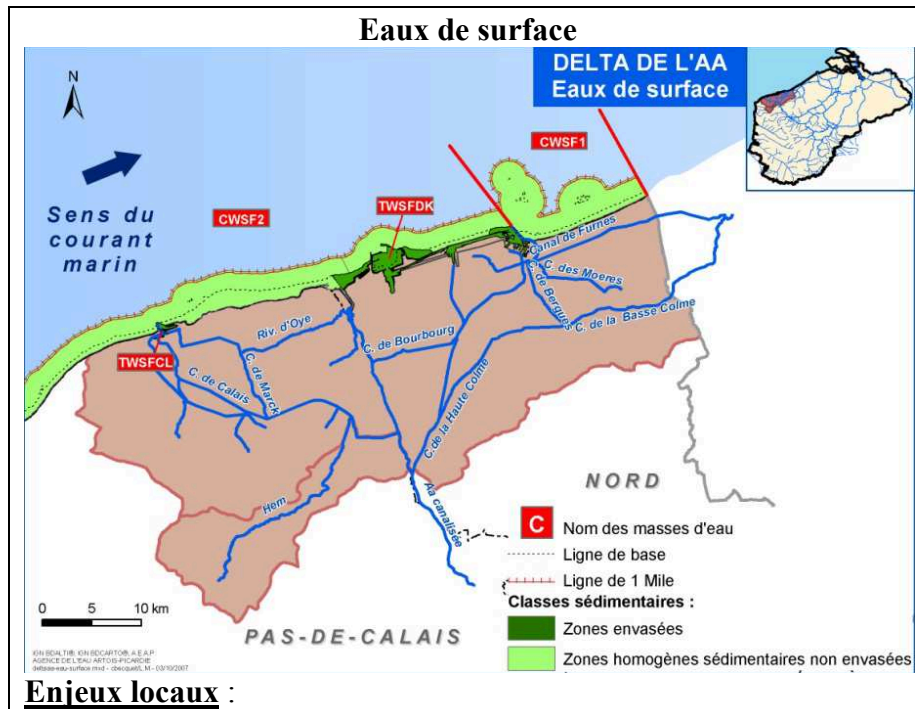 Eaux de surface
DELTA DE L'AA
Eaux de surface
N
CWSF1
Sens du
courant
marin
CWSF2
TWSFDK
Canal de Furnes
C. des Moeres
C. de Bergues
C. de la Basse Colme
Riv. d'Oye
C. de Bourbourg
TWSFCL
C. de Calais
C. de Marck
C. de la Haute Colme
Hem
Aa canalisée
NORD
C Nom des masses d'eau
Ligne de base
Ligne de 1 Mile
Classes sédimentaires :
Zones envasées
Zones homogènes sédimentaires non envasées
0 5 10 km
PAS-DE-CALAIS
AGENCE DE L'EAU ARTOIS-PICARDIE
Enjeux locaux :